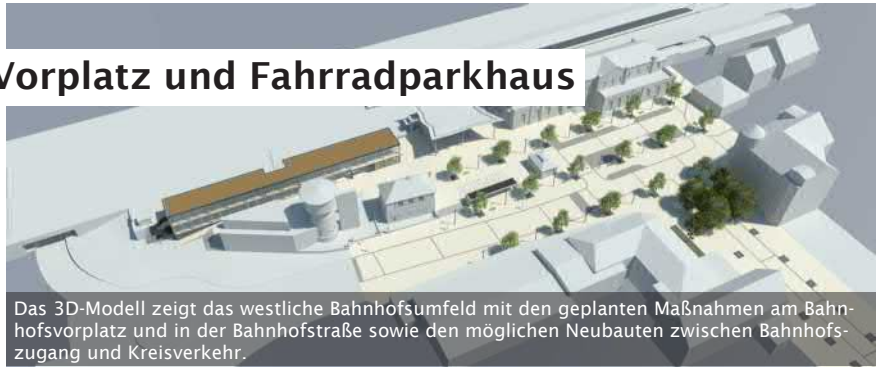 Vorplatz und Fahrradparkhaus
Das 3D-Modell zeigt das westliche Bahnhofsumfeld mit den geplanten Maßnahmen am Bahn-
hofsvorplatz und in der Bahnhofstraße sowie den möglichen Neubauten zwischen Bahnhofs-
zugang und Kreisverkehr.